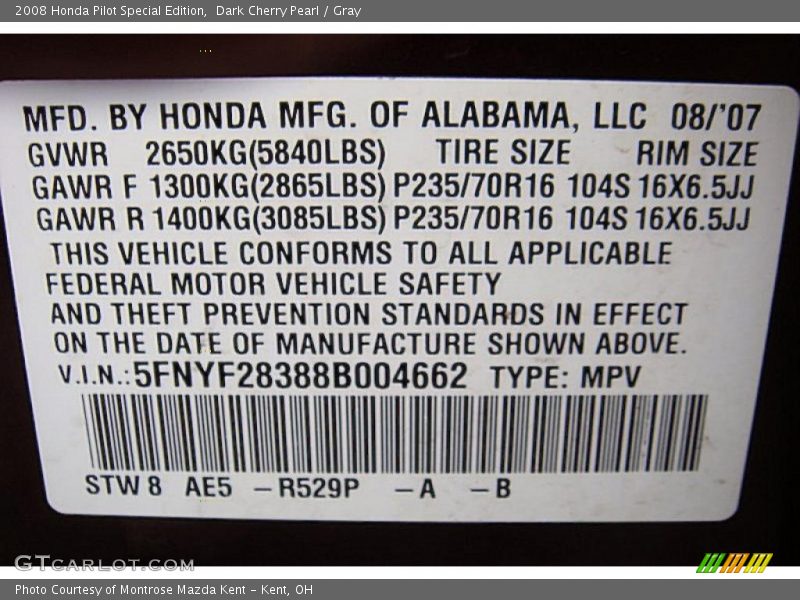 2008 Honda Pilot Special Edition,  Dark Cherry Pearl / Gray
MFD. BY HONDA MFG. OF ALABAMA, LLC 08/'07
GVWR 2650KG(5840LBS) TIRE SIZE RIM SIZE
GAWR F 1300KG(2865LBS) P235/70R16 104S 16X6.5JJ
GAWR R 1400KG(3085LBS) P235/70R16 104S 16X6.5JJ
THIS VEHICLE CONFORMS TO ALL APPLICABLE
FEDERAL MOTOR VEHICLE SAFETY
AND THEFT PREVENTION STANDARDS IN EFFECT
ON THE DATE OF MANUFACTURE SHOWN ABOVE.
V.I.N.:5FNYF28388B004662 TYPE: MPV
STW8 AE5 –R529P –A –B
GTCARLOT.COM
Photo Courtesy of Montrose Mazda Kent – Kent, OH